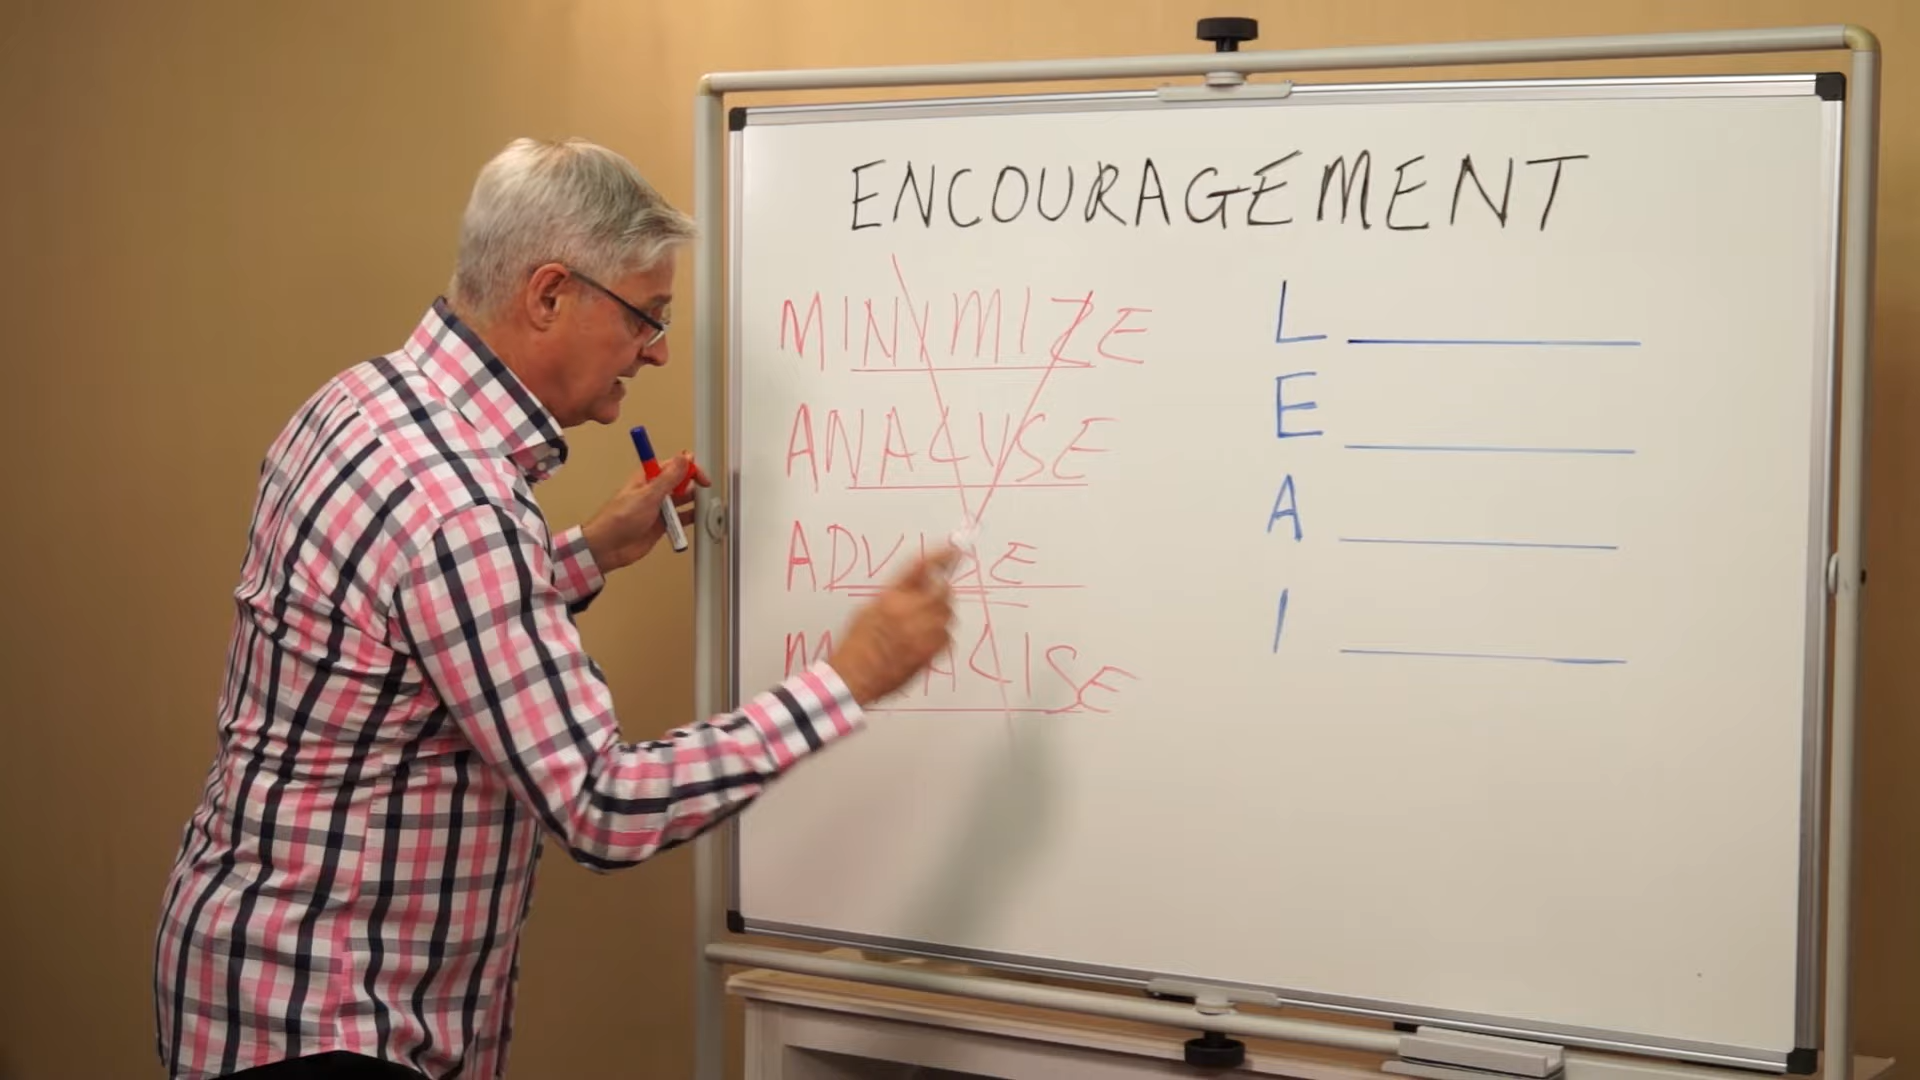 ENCOURAGEMENT
MINIMIZE
ANALYSE
ADVISE
L
E
A
I